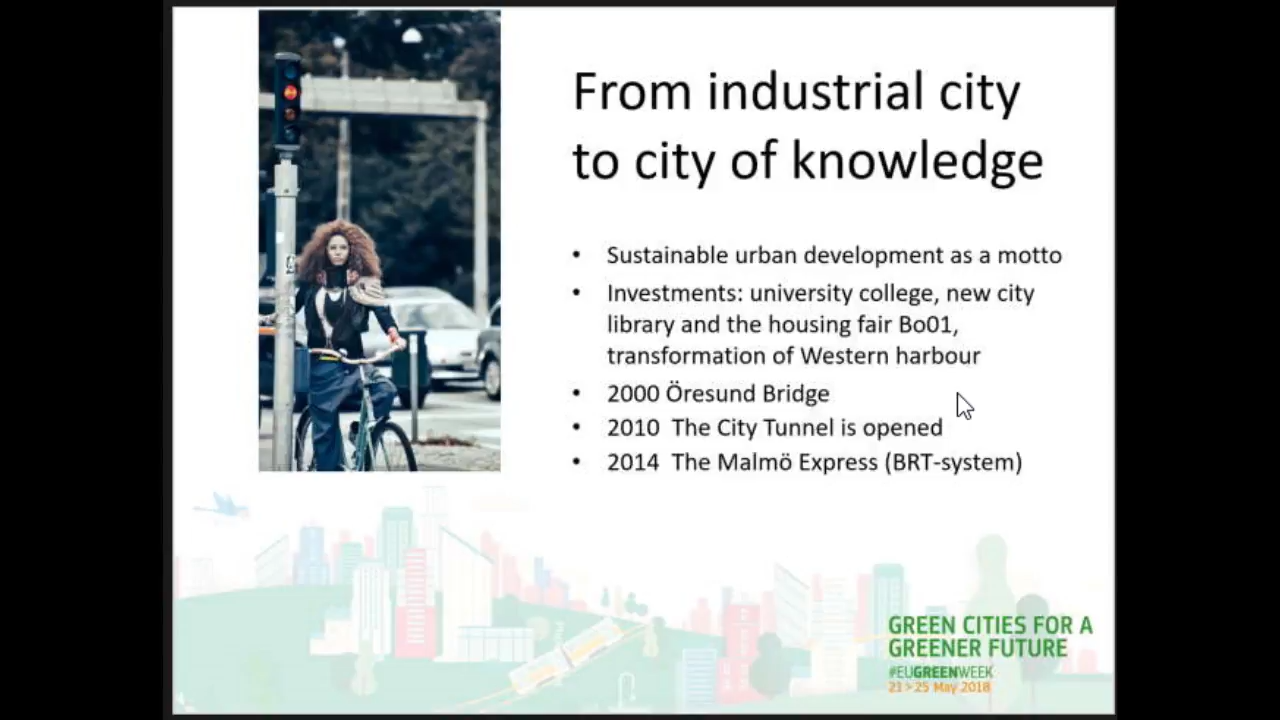 From industrial city
to city of knowledge
• Sustainable urban development as a motto
• Investments: university college, new city
library and the housing fair Bo01,
transformation of Western harbour
• 2000 Öresund Bridge
• 2010 The City Tunnel is opened
• 2014 The Malmö Express (BRT-system)
GREEN CITIES FOR A
GREENER FUTURE
#EUGREENWEEK
21 > 25 May 2018